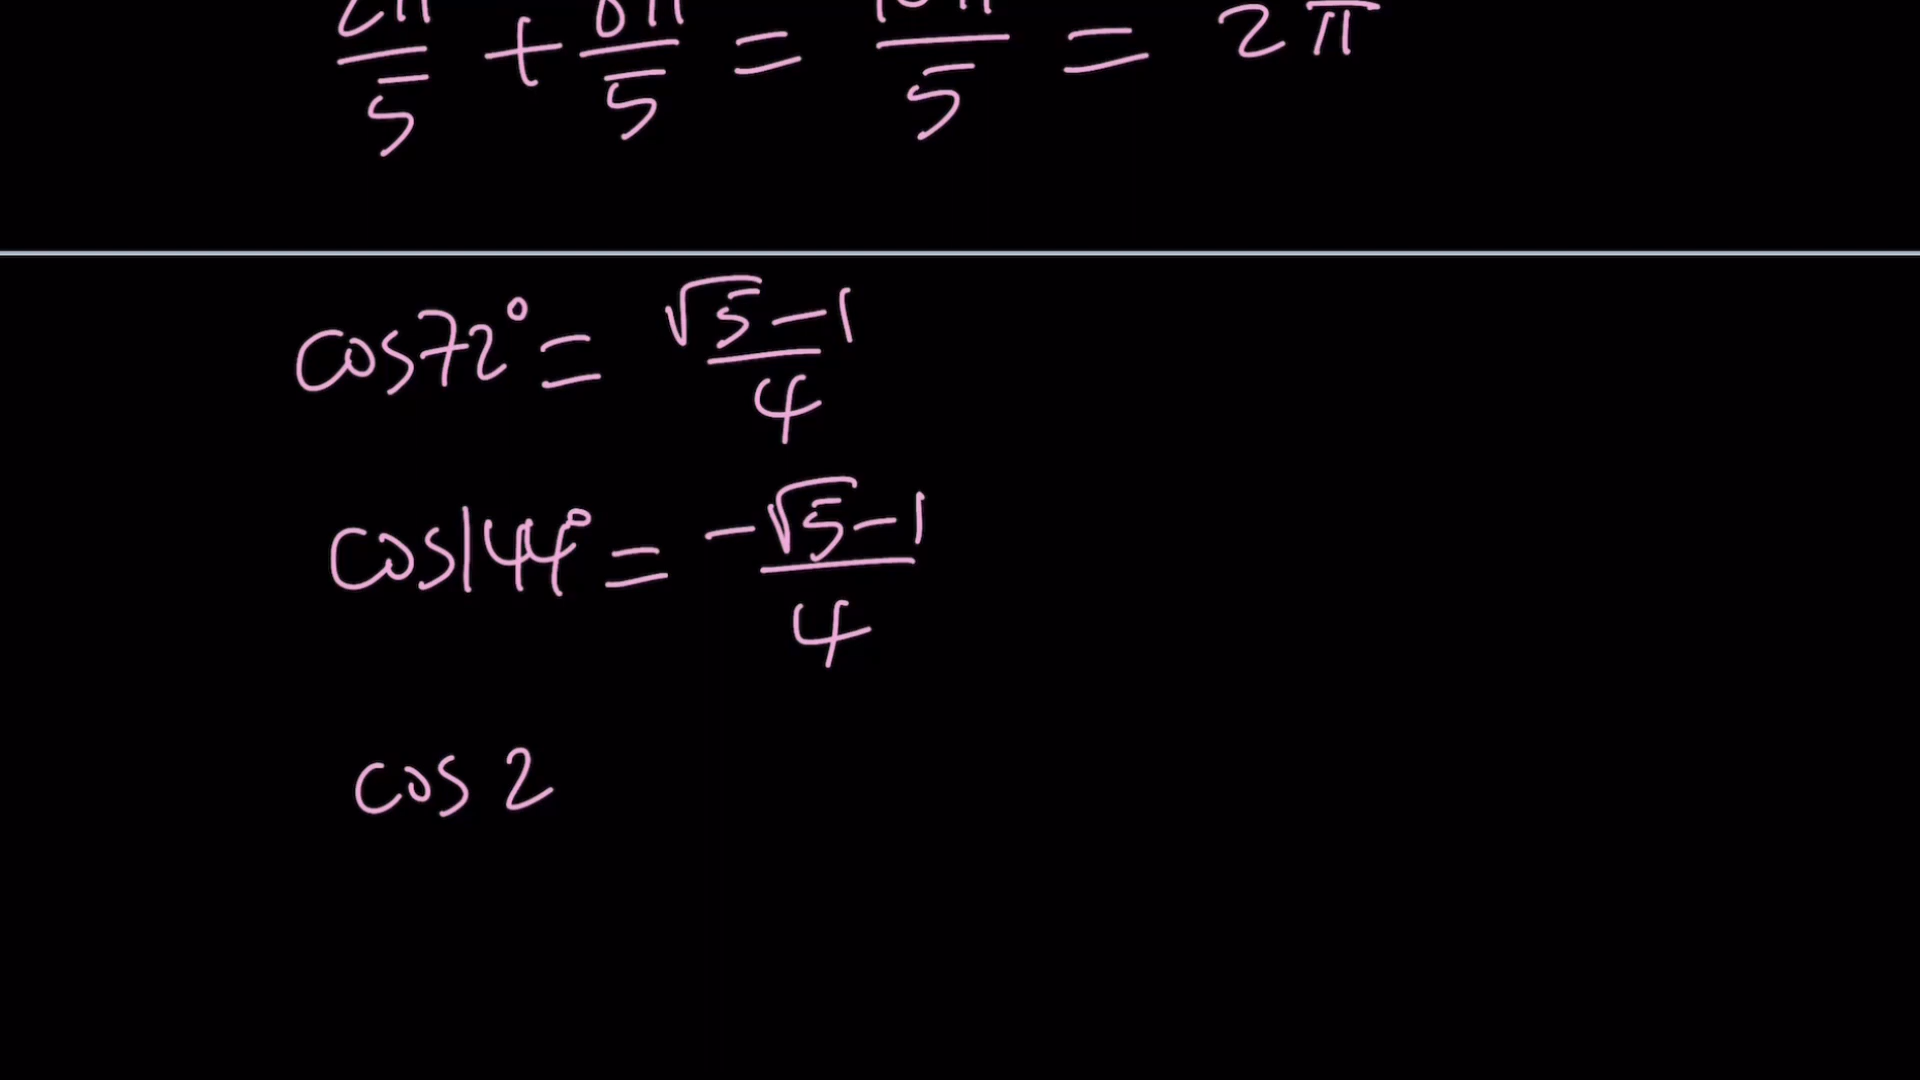 2π/5 + 8π/5 = 10π/5 = 2π
cos72° = √5-1/4
cos144° = -√5-1/4
cos 2